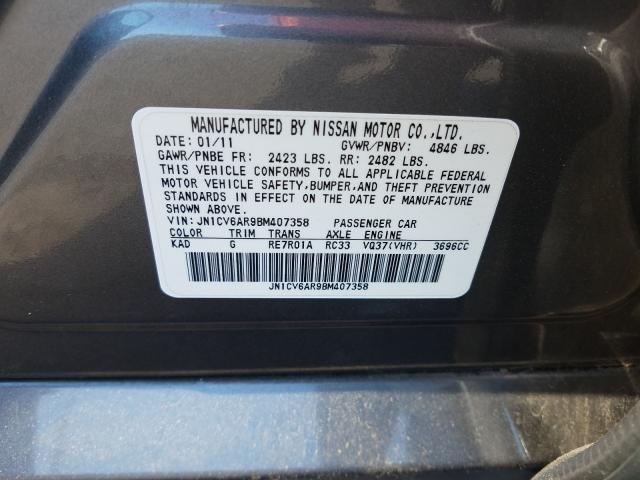 MANUFACTURED BY NISSAN MOTOR CO.,LTD.
DATE: 01/11 GVWR/PNBV: 4846 LBS.
GAWR/PNBE FR: 2423 LBS. RR: 2482 LBS.
THIS VEHICLE CONFORMS TO ALL APPLICABLE FEDERAL
MOTOR VEHICLE SAFETY,BUMPER,AND THEFT PREVENTION
STANDARDS IN EFFECT ON THE DATE OF MANUFACTURE
SHOWN ABOVE.
VIN: JN1CV6AR9BM407358 PASSENGER CAR
COLOR TRIM TRANS AXLE ENGINE
KAD G RE7R01A RC33 VQ37(VHR) 3696CC
JN1CV6AR9BM407358